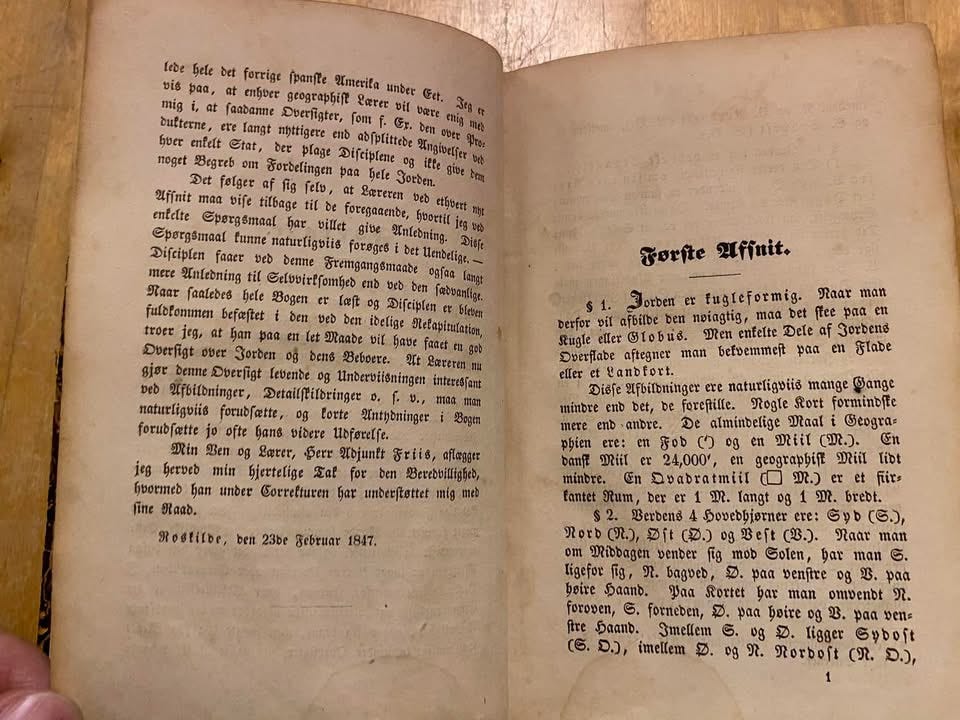 lede hele det forrige spanske Amerika under Eet. Jeg er
vis paa, at enhver geographisk Lærer vil være enig med
mig i, at saadanne Oversigter, som f. Ex. den over Pro-
dukterne, ere langt nyttigere end adsplittede Angivelser ved
hver enkelt Stat, der plage Disciplene og ikke give dem
noget Begreb om Fordelingen paa hele Jorden.
Det følger af sig selv, at Læreren ved ethvert nyt
Afsnit maa vise tilbage til de foregaaende, hvortil jeg ved
enkelte Spørgsmaal har villet give Anledning. Disse
Spørgsmaal kunne naturligviis forøges i det Uendelige. —
Disciplen faaer ved denne Fremgangsmaade ogsaa langt
mere Anledning til Selvvirksomhed end ved den sædvanlige.
Naar saaledes hele Bogen er læst og Disciplen er bleven
fuldkommen befæstet i den ved den idelige Rekapitulation,
troer jeg, at han paa en let Maade vil have faaet en god
Oversigt over Jorden og dens Beboere. At Læreren nu
gjør denne Oversigt levende og Underviisningen interessant
ved Afbildninger, Detailskildringer o. s. v., maa man
naturligviis forudsætte, og korte Antydninger i Bogen
forudsætte jo ofte hans videre Udførelse.
Min Ven og Lærer, Herr Adjunkt Friis, aflægger
jeg herved min hjertelige Tak for den Beredvillighed,
hvormed han under Correkturen har understøttet mig med
sine Raad.
Roskilde, den 23de Februar 1847.
Første Afsnit.
§ 1. Jorden er kugleformig. Naar man
derfor vil afbilde den nøiagtig, maa det skee paa en
Kugle eller Globus. Men enkelte Dele af Jordens
Overflade aftegner man bekvemmest paa en Flade
eller et Landkort.
Disse Afbildninger ere naturligviis mange Gange
mindre end det, de forestille. Nogle Kort formindske
mere end andre. De almindelige Maal i Geogra-
phien ere: en Fod (′) og en Miil (M.). En
dansk Miil er 24,000′, en geographisk Miil lidt
mindre. En Qvadratmiil (□ M.) er et fiir-
kantet Rum, der er 1 M. langt og 1 M. bredt.
§ 2. Verdens 4 Hovedhjørner ere: Syd (S.),
Nord (N.), Øst (Ø.) og Vest (V.). Naar man
om Middagen vender sig mod Solen, har man S.
ligefor sig, N. bagved, Ø. paa venstre og V. paa
høire Haand. Paa Kortet har man omvendt N.
foroven, S. forneden, Ø. paa høire og V. paa ven-
stre Haand. Imellem S. og Ø. ligger Sydost
(S. O.), imellem Ø. og N. Nordost (N. O.),
1